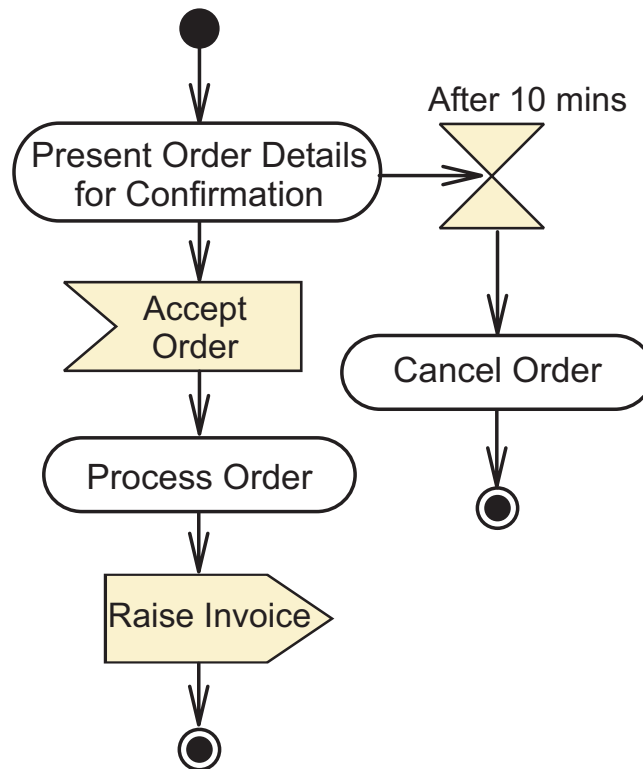 After 10 mins
Present Order Details
for Confirmation
Accept
Order
Cancel Order
Process Order
Raise Invoice